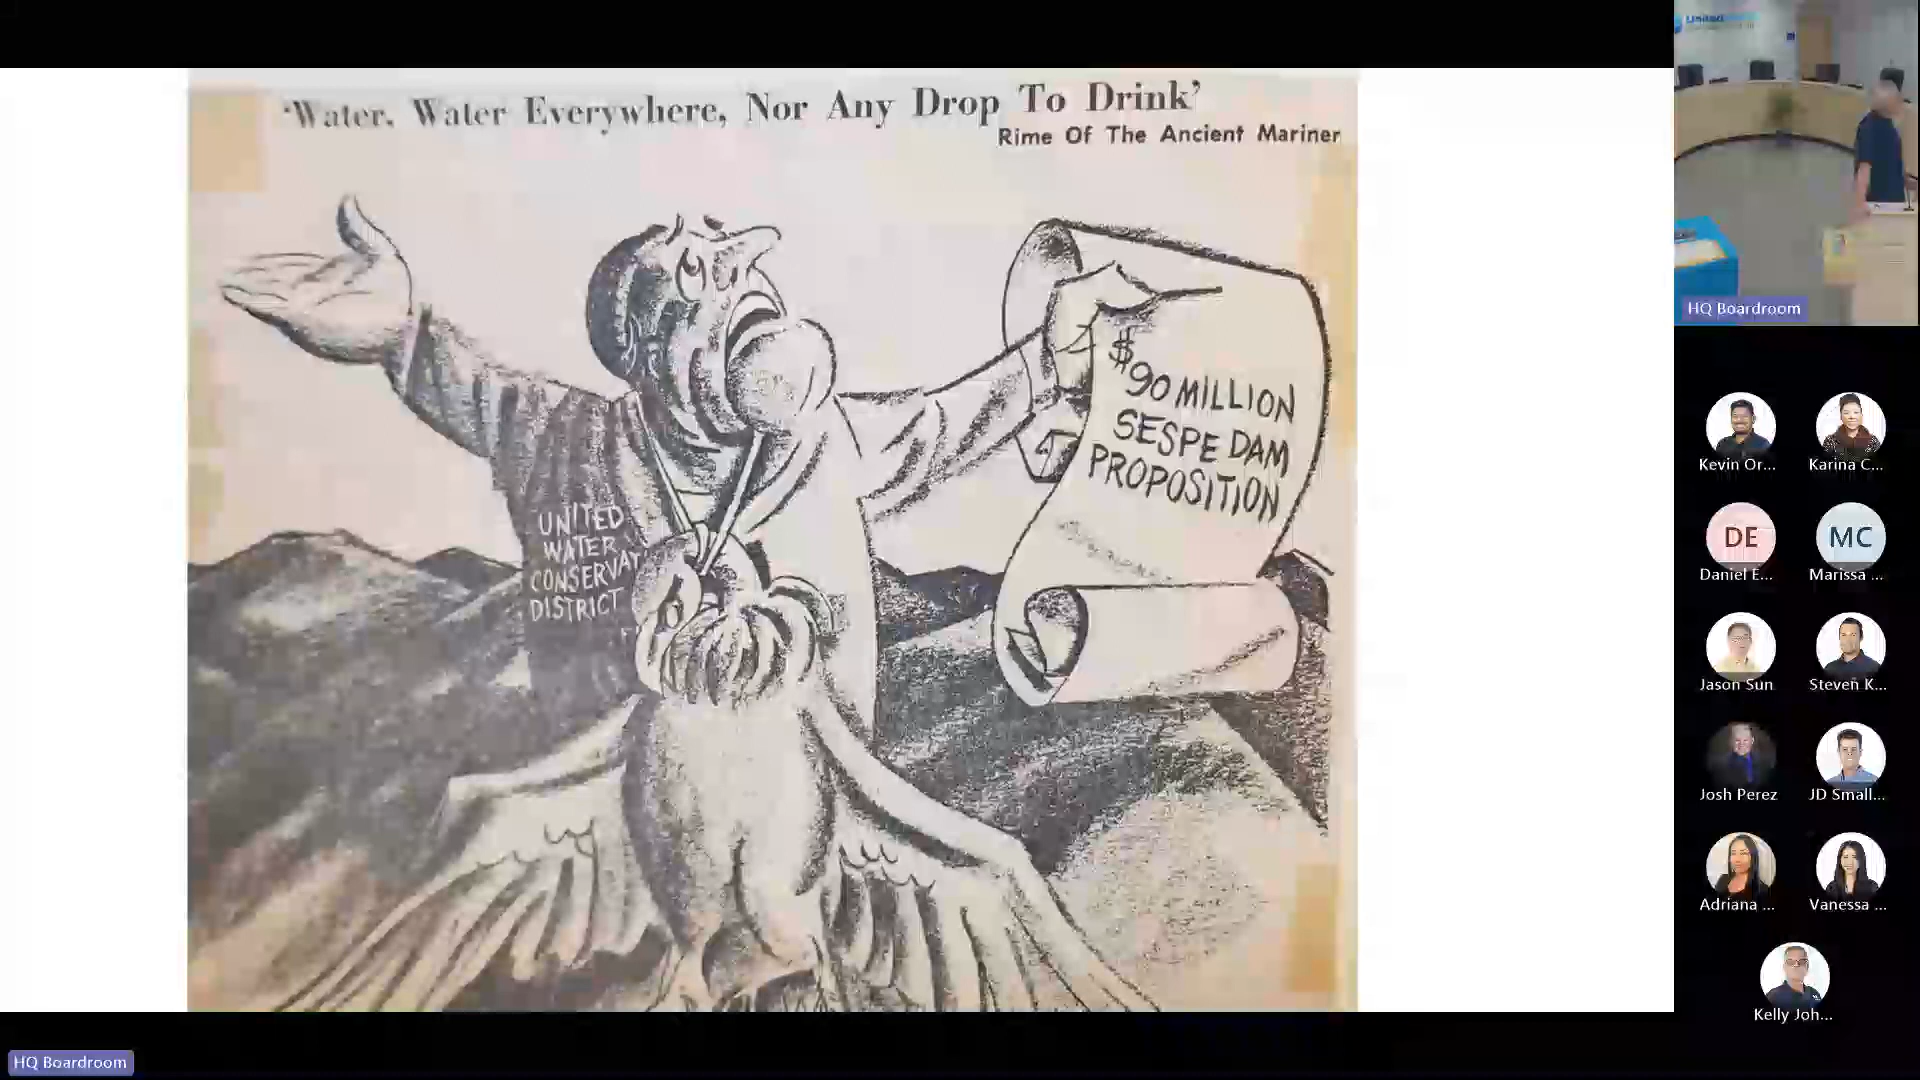 'Water, Water Everywhere, Nor Any Drop To Drink'
Rime Of The Ancient Mariner
$90 MILLION
SESPE DAM
PROPOSITION
UNITED
WATER
CONSERVAT
DISTRICT
HQ Boardroom
Kevin Or...
Karina C...
DE
MC
Daniel E...
Marissa ...
Jason Sun
Steven K...
Josh Perez
JD Small...
Adriana ...
Vanessa ...
Kelly Joh...
HQ Boardroom